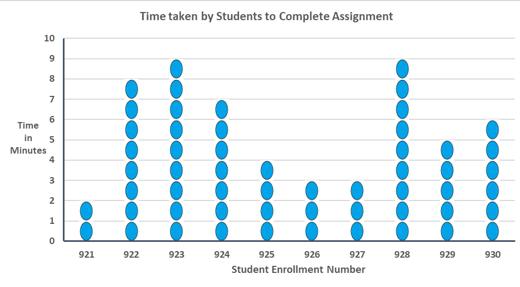 Time taken by Students to Complete Assignment
10
9
8
7
6
5
4
3
2
1
0
Time
in
Minutes
921 922 923 924 925 926 927 928 929 930
Student Enrollment Number